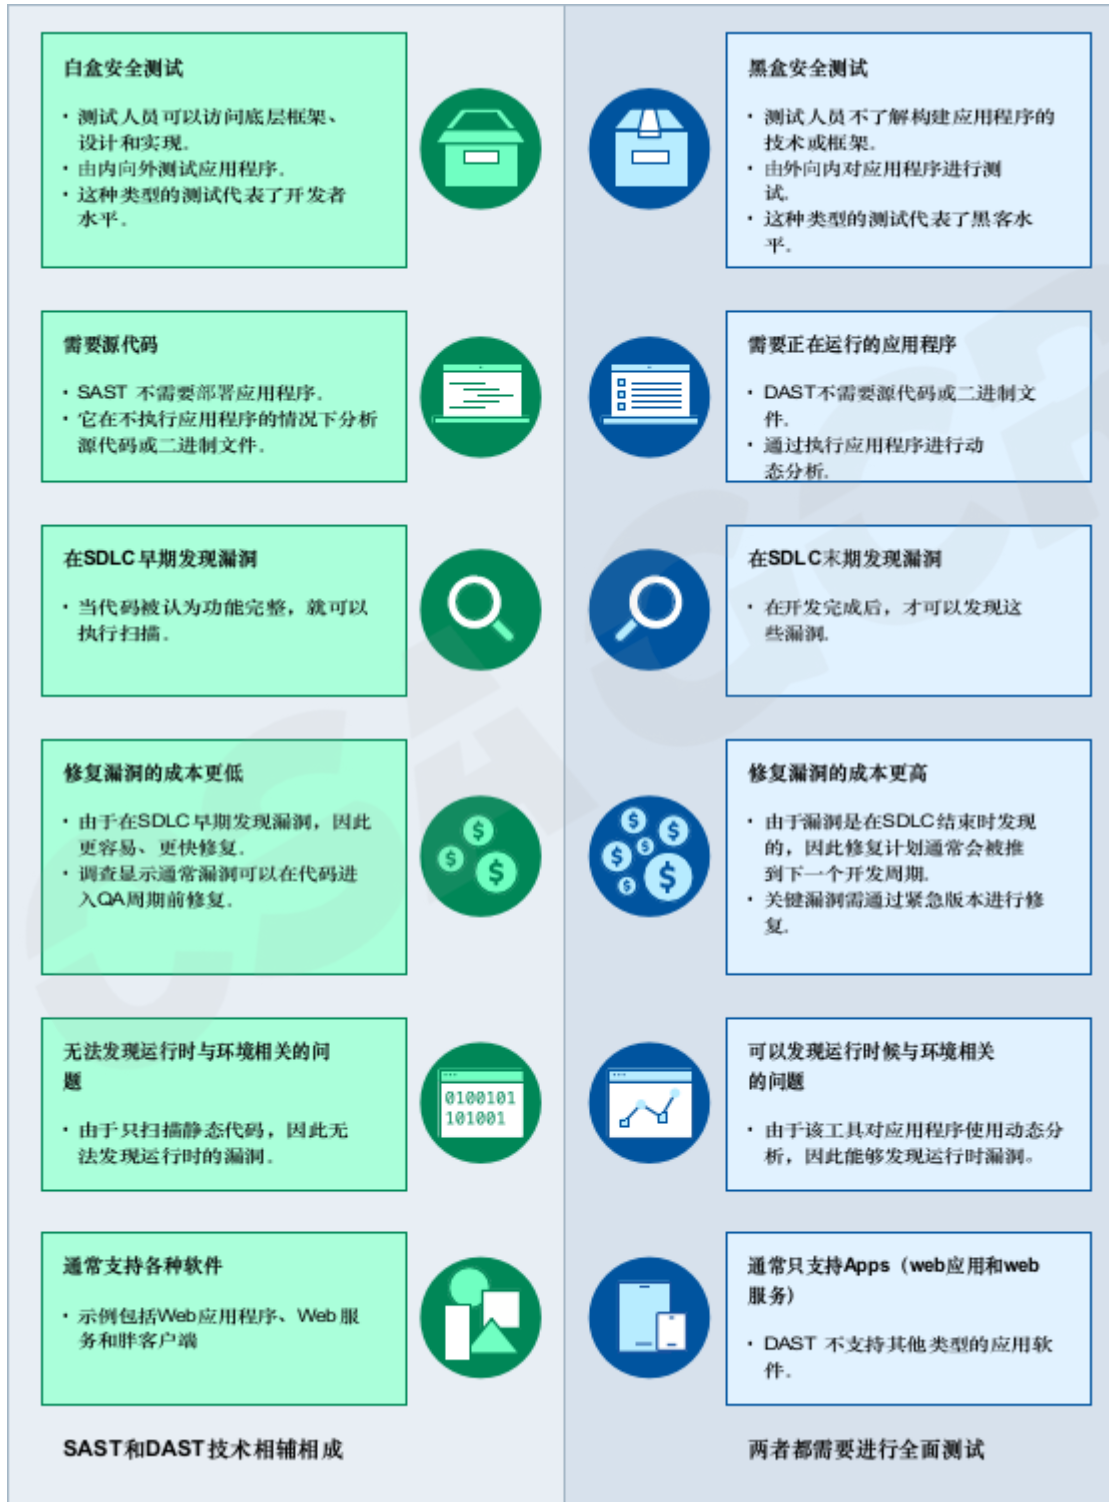 白盒安全测试
· 测试人员可以访问底层框架、
设计和实现.
· 由内向外测试应用程序.
· 这种类型的测试代表了开发者
水平.
黑盒安全测试
· 测试人员不了解构建应用程序的
技术或框架.
· 由外向内对应用程序进行测
试.
· 这种类型的测试代表了黑客水
平.
需要源代码
· SAST 不需要部署应用程序.
· 它在不执行应用程序的情况下分析
源代码或二进制文件.
需要正在运行的应用程序
· DAST不需要源代码或二进制文
件.
· 通过执行应用程序进行动
态分析.
在SDLC早期发现漏洞
· 当代码被认为功能完整，就可以
执行扫描.
在SDLC末期发现漏洞
· 在开发完成后，才可以发现这
些漏洞.
修复漏洞的成本更低
· 由于在SDLC早期发现漏洞，因此
更容易、更快修复.
· 调查显示通常漏洞可以在代码进
入QA周期前修复.
$
$
$
$
$
$
$
$
$
修复漏洞的成本更高
· 由于漏洞是在SDLC结束时发现
的，因此修复计划通常会被推
到下一个开发周期.
· 关键漏洞需通过紧急版本进行修
复.
无法发现运行时与环境相关的问
题
· 由于只扫描静态代码，因此无
法发现运行时的漏洞.
0100101
101001
可以发现运行时候与环境相关
的问题
· 由于该工具对应用程序使用动态分
析，因此能够发现运行时漏洞。
通常支持各种软件
· 示例包括Web应用程序、Web服
务和胖客户端
通常只支持Apps（web应用和web
服务）
· DAST 不支持其他类型的应用软
件.
SAST和DAST技术相辅相成
两者都需要进行全面测试
CSA GCR